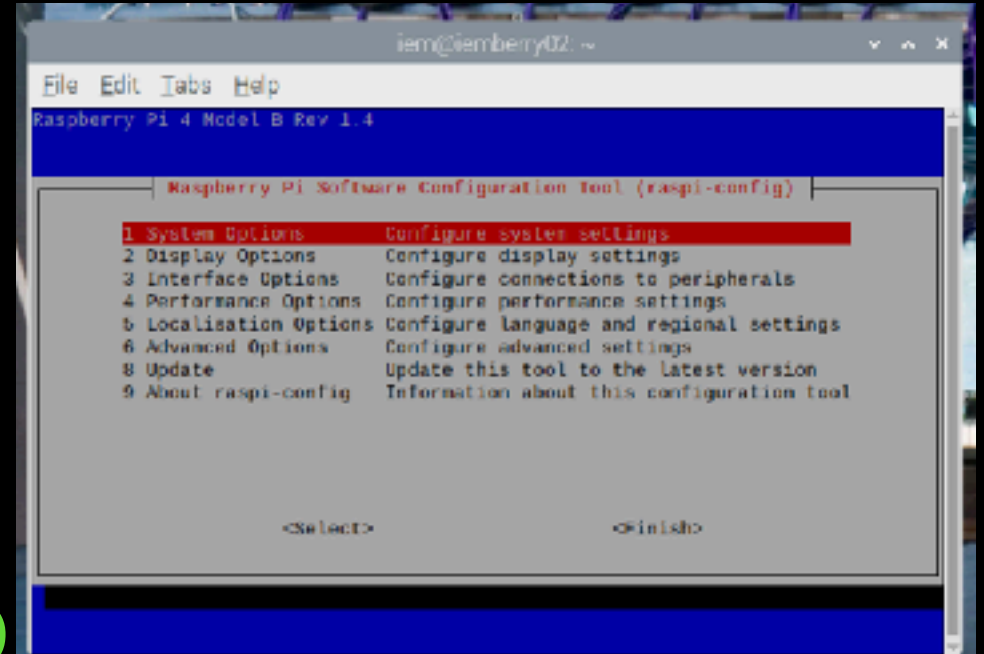 iem@iemberry02: ~
File Edit Tabs Help
Raspberry Pi 4 Model B Rev 1.4
Raspberry Pi Software Configuration Tool (raspi-config)
1 System Options Configure system settings
2 Display Options Configure display settings
3 Interface Options Configure connections to peripherals
4 Performance Options Configure performance settings
5 Localisation Options Configure language and regional settings
6 Advanced Options Configure advanced settings
8 Update Update this tool to the latest version
9 About raspi-config Information about this configuration tool
<Select> <Finish>